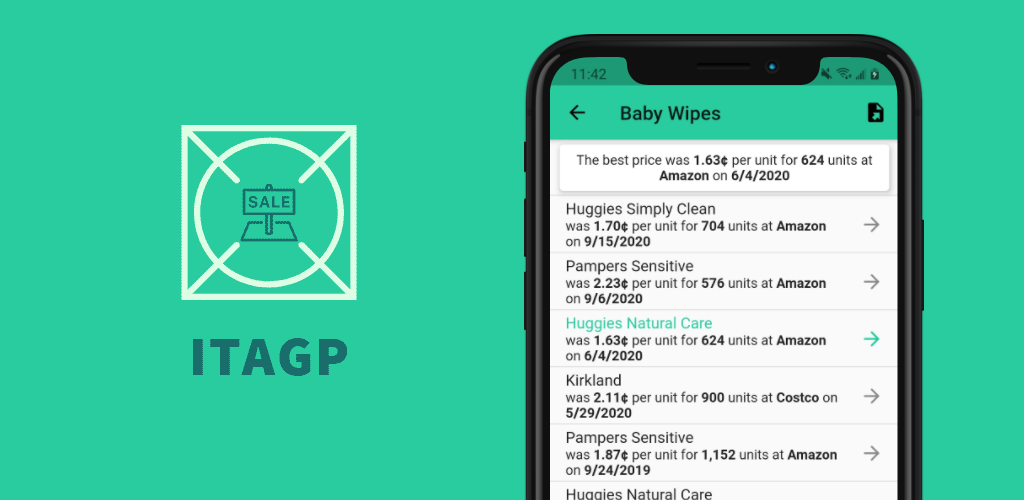 SALE
ITAGP
11:42
Baby Wipes
The best price was 1.63¢ per unit for 624 units at
Amazon on 6/4/2020
Huggies Simply Clean
was 1.70¢ per unit for 704 units at Amazon
on 9/15/2020
Pampers Sensitive
was 2.23¢ per unit for 576 units at Amazon
on 9/6/2020
Huggies Natural Care
was 1.63¢ per unit for 624 units at Amazon
on 6/4/2020
Kirkland
was 2.11¢ per unit for 900 units at Costco on
5/29/2020
Pampers Sensitive
was 1.87¢ per unit for 1,152 units at Amazon
on 9/24/2019
Huggies Natural Care